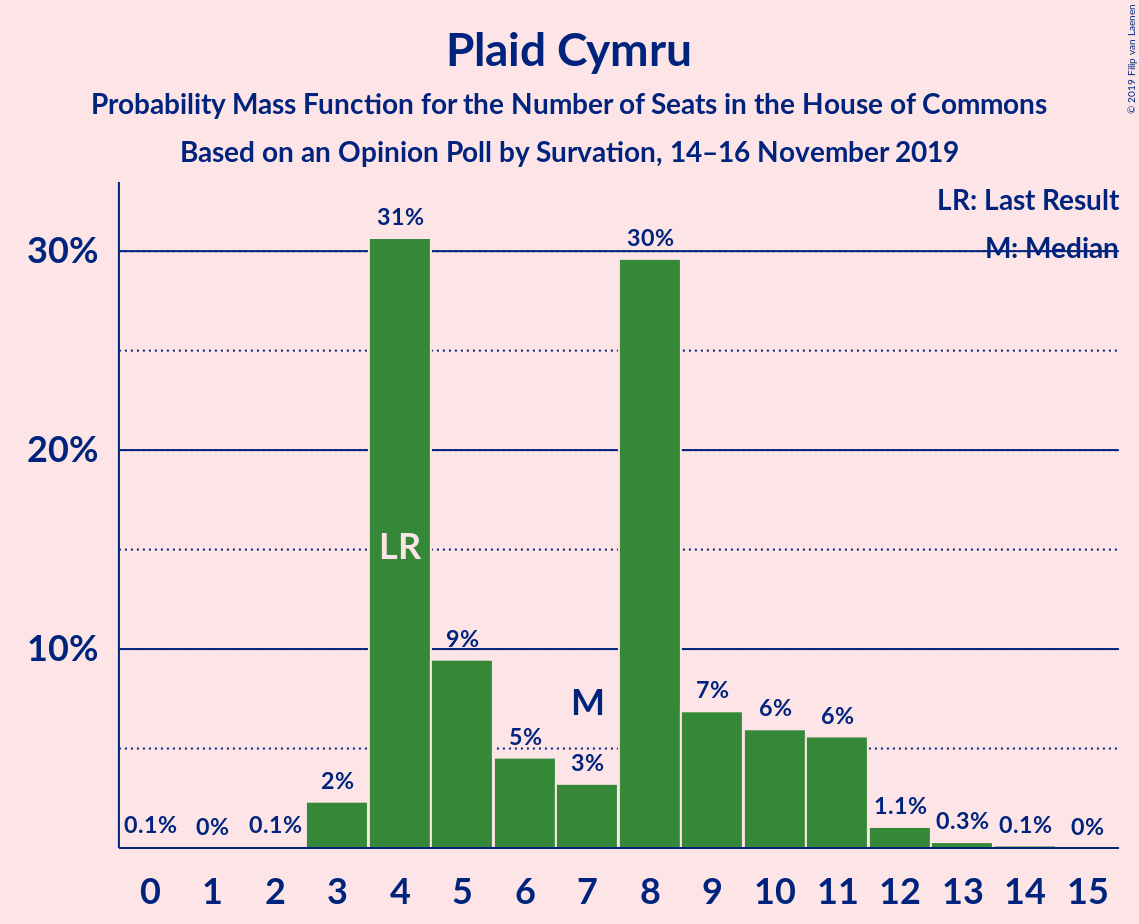 Plaid Cymru
Probability Mass Function for the Number of Seats in the House of Commons
Based on an Opinion Poll by Survation, 14–16 November 2019
© 2019 Filip van Laenen
LR: Last Result
M: Median
30%
20%
10%
0.1% 0% 0.1% 2% 31% 9% 5% 3% 30% 7% 6% 6% 1.1% 0.3% 0.1% 0%
LR
M
0 1 2 3 4 5 6 7 8 9 10 11 12 13 14 15